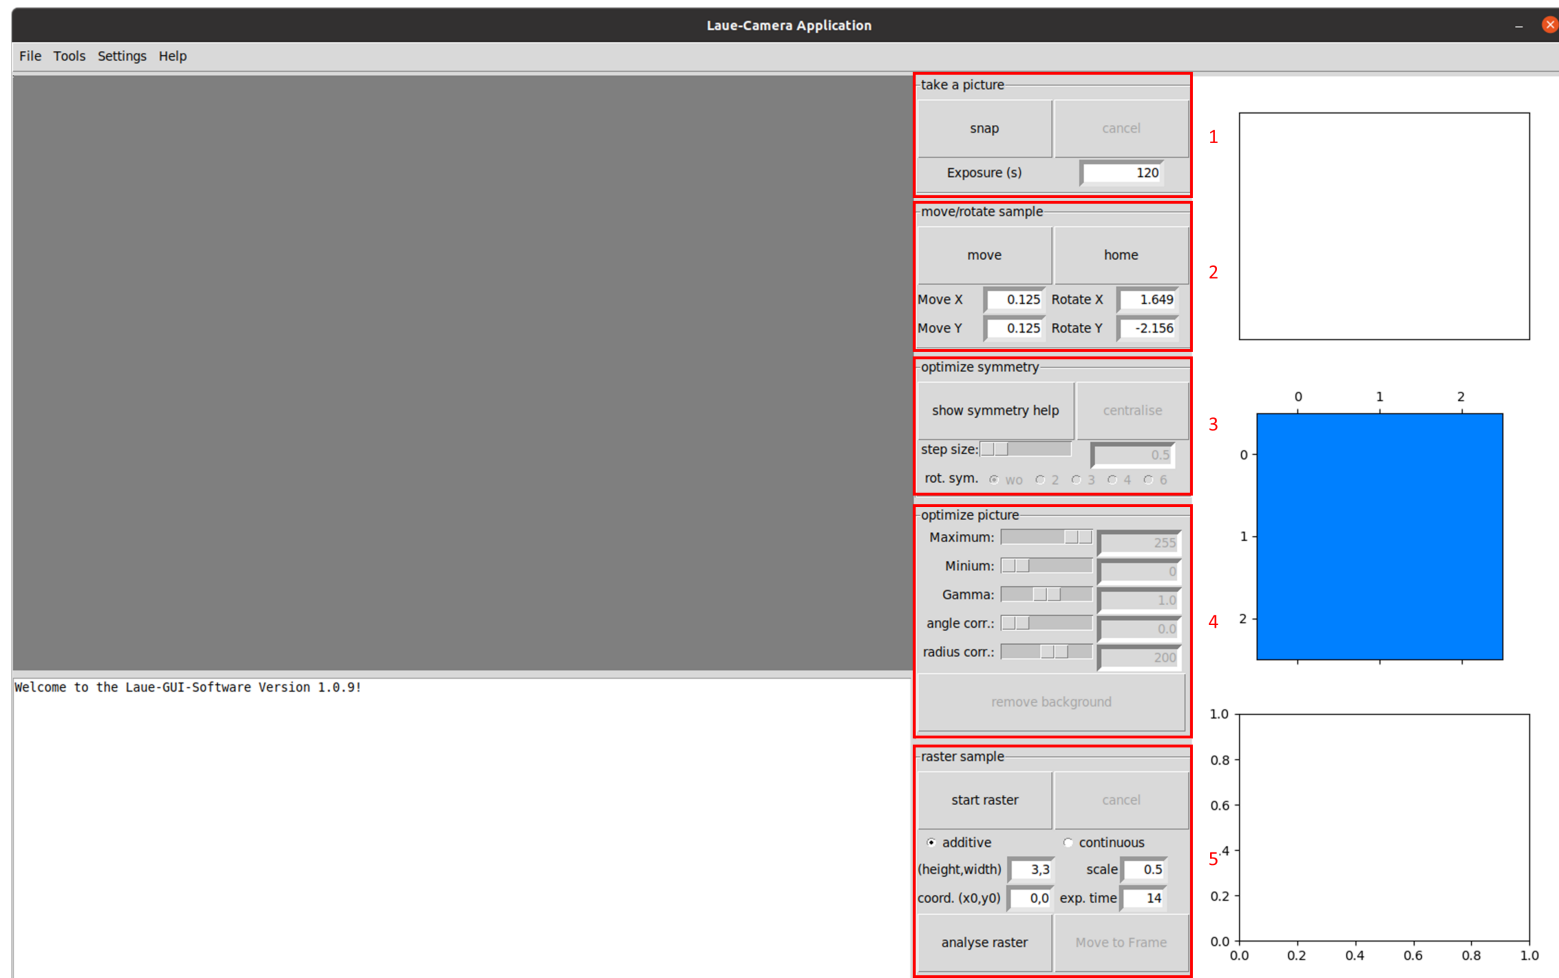 Laue-Camera Application
File Tools Settings Help
take a picture
snap cancel
Exposure (s) 120
1
move/rotate sample
move home
Move X 0.125 Rotate X 1.649
Move Y 0.125 Rotate Y -2.156
2
optimize symmetry
show symmetry help centralise
step size: 0.5
rot. sym. wo 2 3 4 6
3
optimize picture
Maximum: 255
Minium: 0
Gamma: 1.0
angle corr.: 0.0
radius corr.: 200
remove background
4
raster sample
start raster cancel
additive continuous
(height,width) 3,3 scale 0.5
coord. (x0,y0) 0,0 exp. time 14
analyse raster Move to Frame
5
0 1 2
0
1
2
1.0
0.8
0.6
.4
0.2
0.0
0.0 0.2 0.4 0.6 0.8 1.0
Welcome to the Laue-GUI-Software Version 1.0.9!